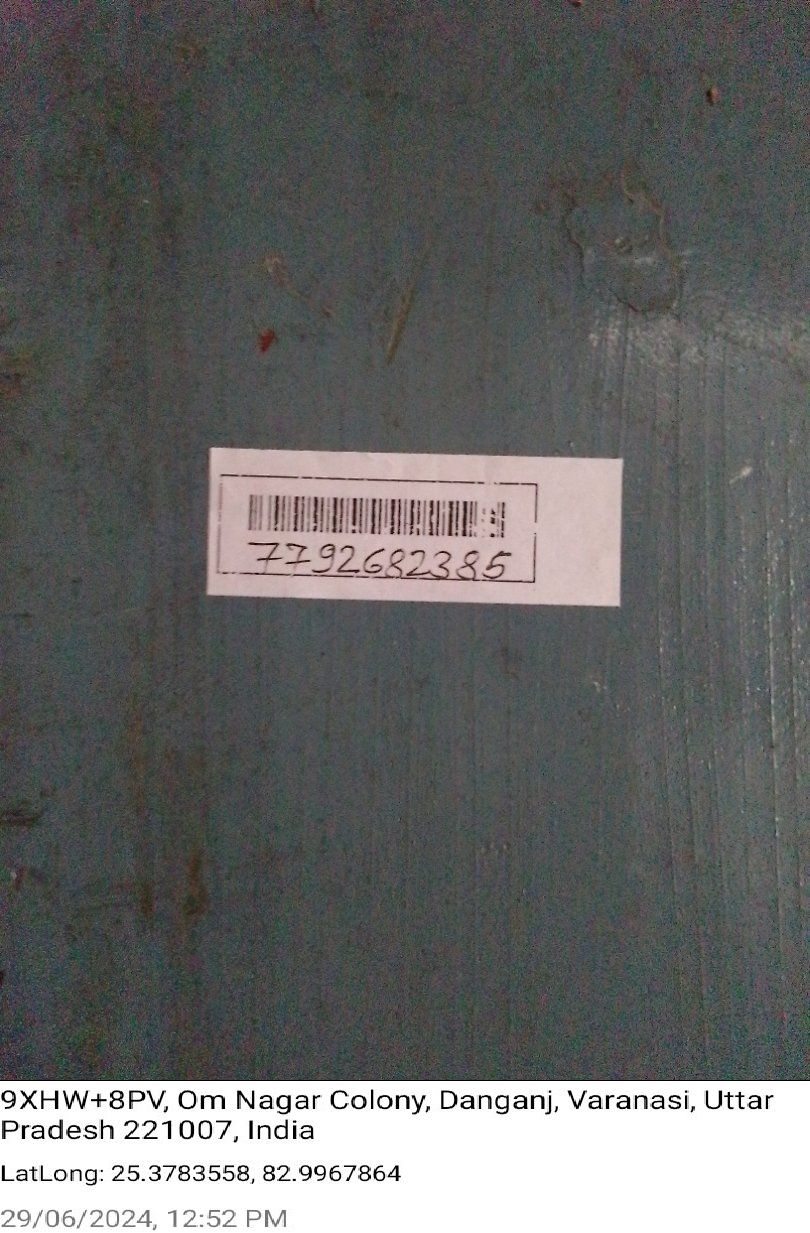 7792682385
9XHW+8PV, Om Nagar Colony, Danganj, Varanasi, Uttar
Pradesh 221007, India
LatLong: 25.3783558, 82.9967864
29/06/2024, 12:52 PM